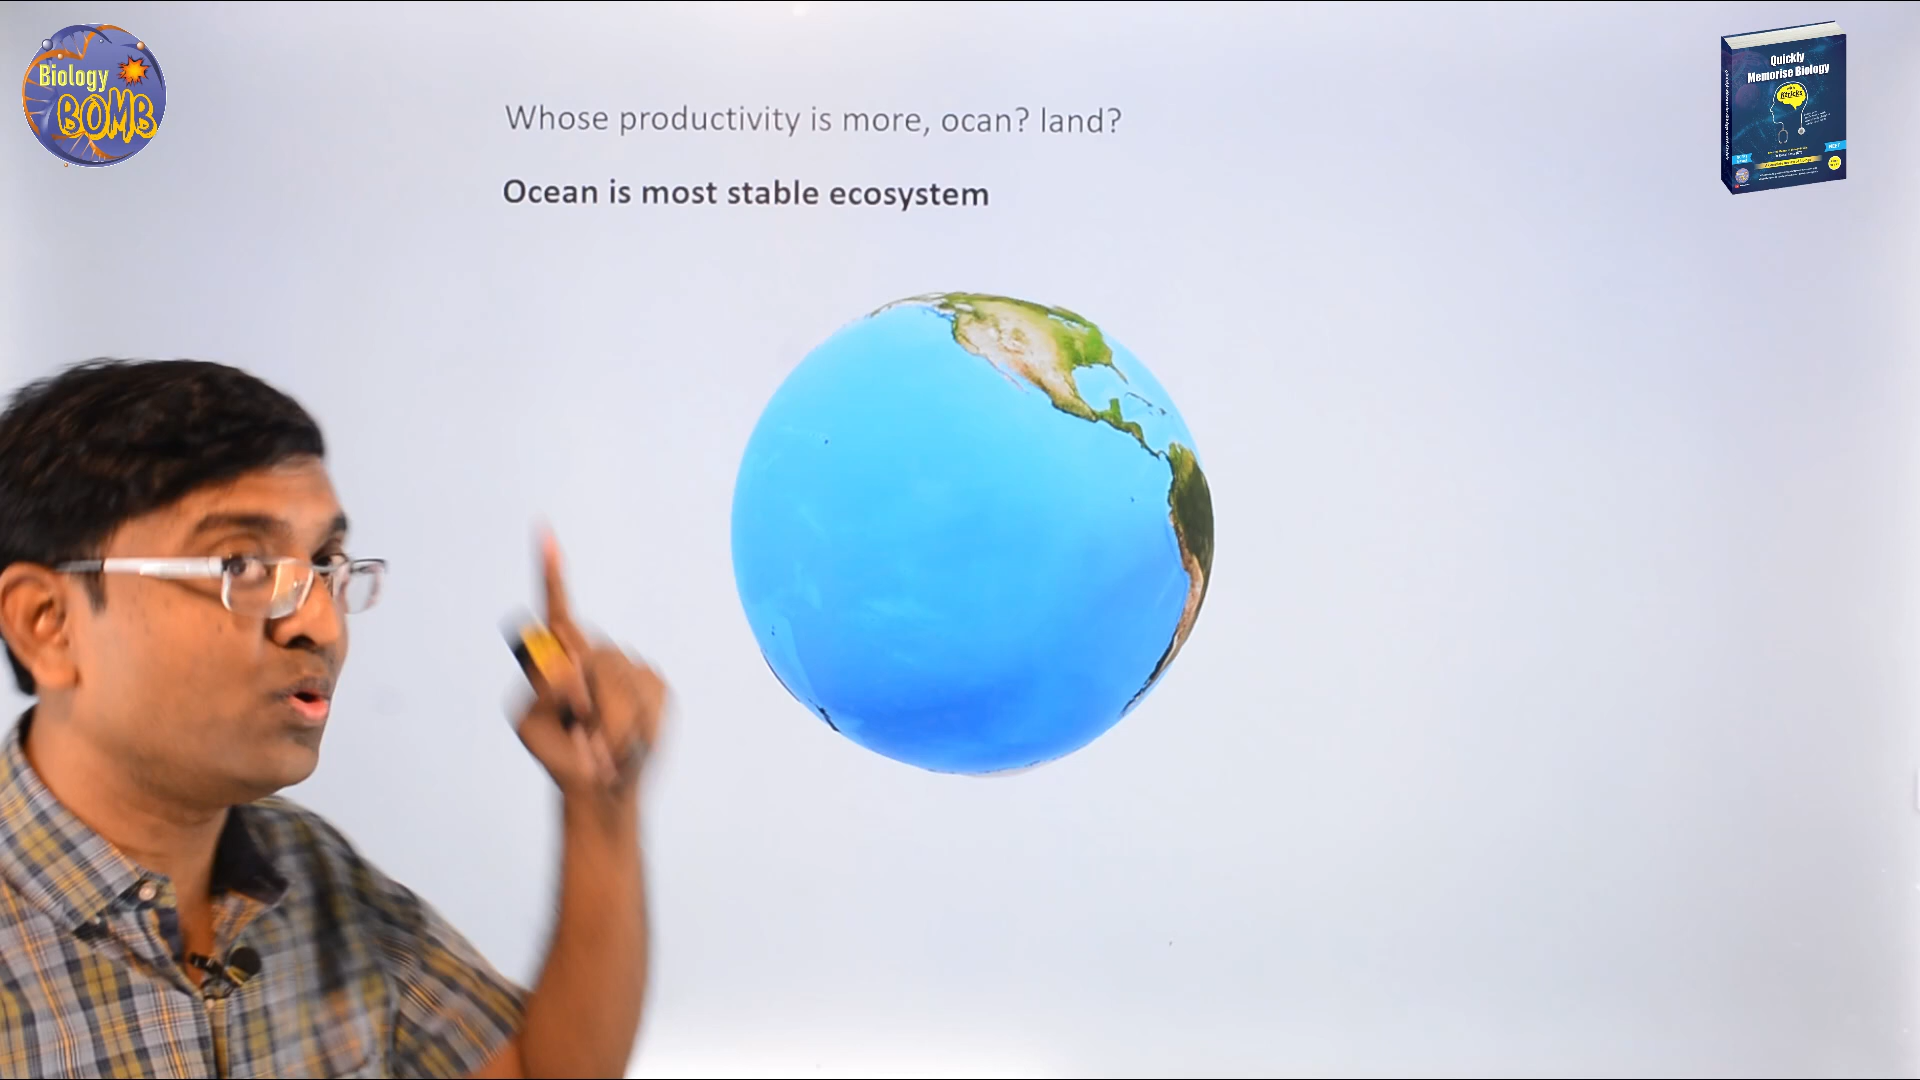 Biology
BOMB
Whose productivity is more, ocan? land?
Ocean is most stable ecosystem
Quickly
Memorise Biology